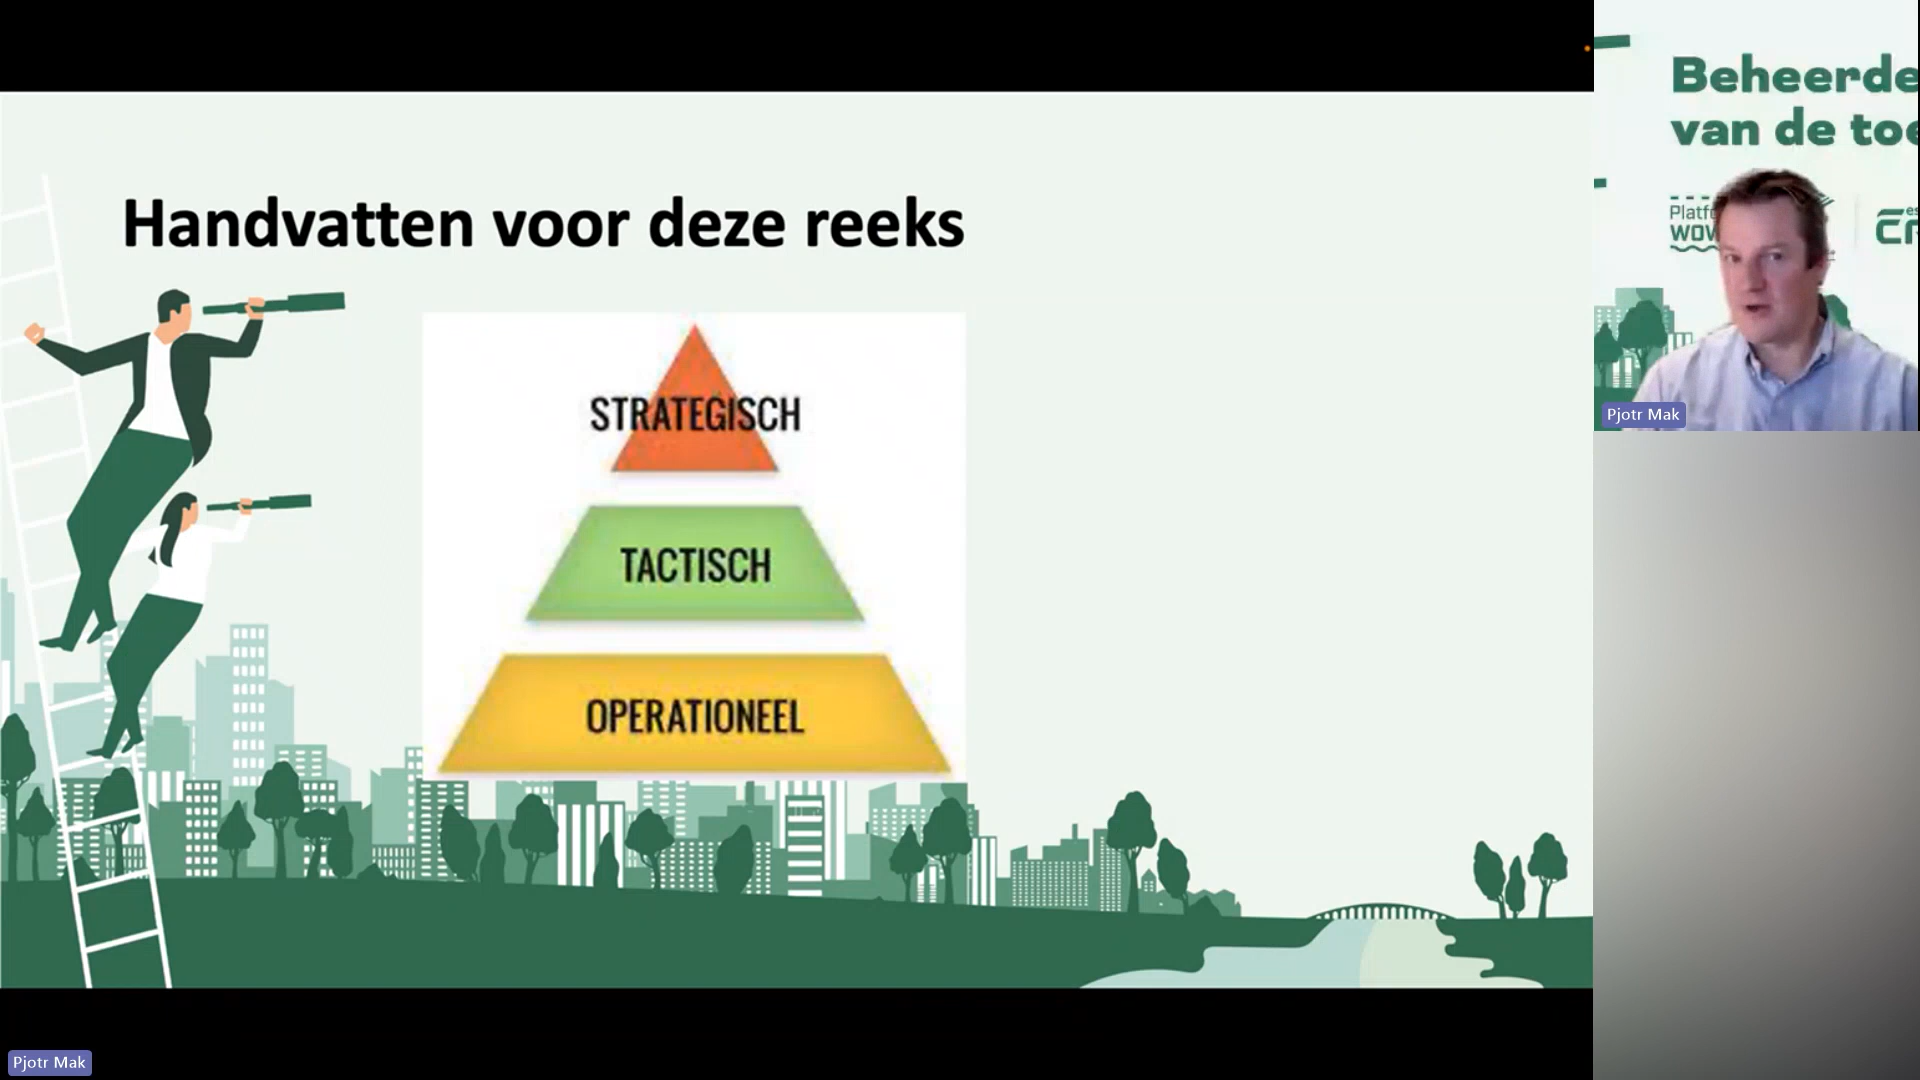 Handvatten voor deze reeks
STRATEGISCH
TACTISCH
OPERATIONEEL
Pjotr Mak
Beheerde
van de toe
Pjotr Mak